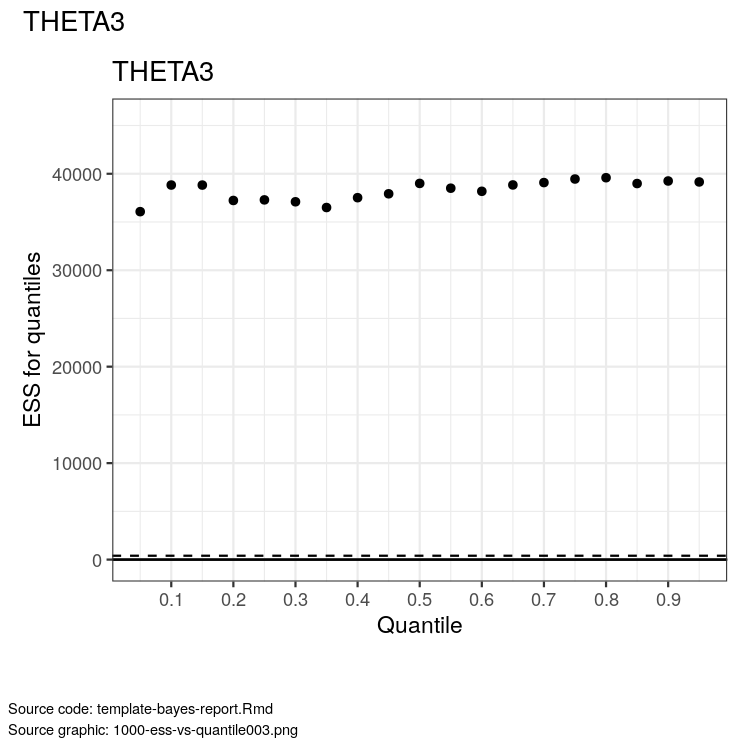 THETA3
THETA3
ESS for quantiles
40000
30000
20000
10000
0
0.1 0.2 0.3 0.4 0.5 0.6 0.7 0.8 0.9
Quantile
Source code: template-bayes-report.Rmd
Source graphic: 1000-ess-vs-quantile003.png